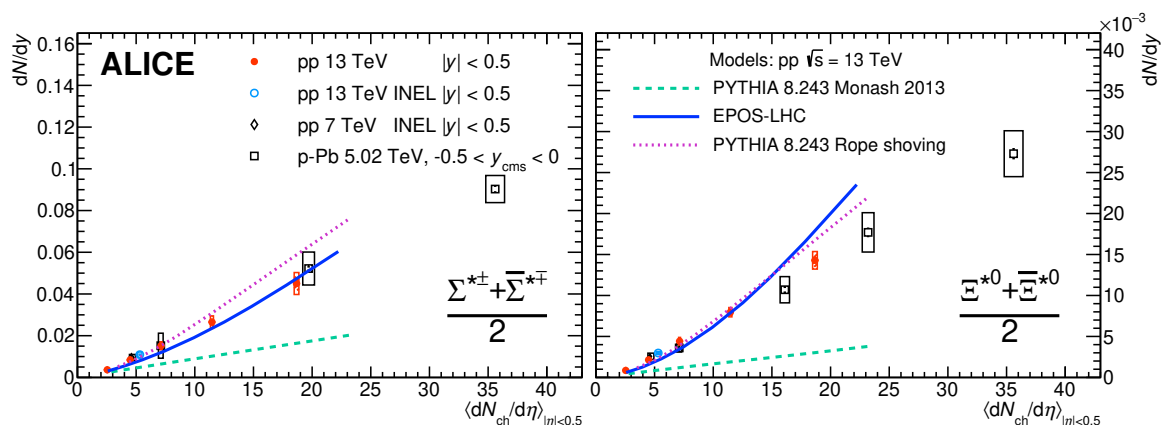 ALICE
pp 13 TeV |y| < 0.5
pp 13 TeV INEL |y| < 0.5
pp 7 TeV INEL |y| < 0.5
p-Pb 5.02 TeV, -0.5 < y_cms < 0
dN/dy
0.16
0.14
0.12
0.1
0.08
0.06
0.04
0.02
0
0 5 10 15 20 25 30 35 40
⟨dN_ch/dη⟩_|η|<0.5
Σ*± + Σ̅*∓
2
Models: pp √s = 13 TeV
PYTHIA 8.243 Monash 2013
EPOS-LHC
PYTHIA 8.243 Rope shoving
×10⁻³
dN/dy
40
35
30
25
20
15
10
5
0
0 5 10 15 20 25 30 35 40
⟨dN_ch/dη⟩_|η|<0.5
Ξ*0 + Ξ̅*0
2